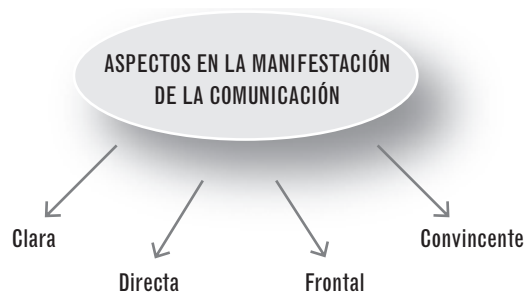 ASPECTOS EN LA MANIFESTACIÓN
DE LA COMUNICACIÓN
Clara
Directa
Frontal
Convincente